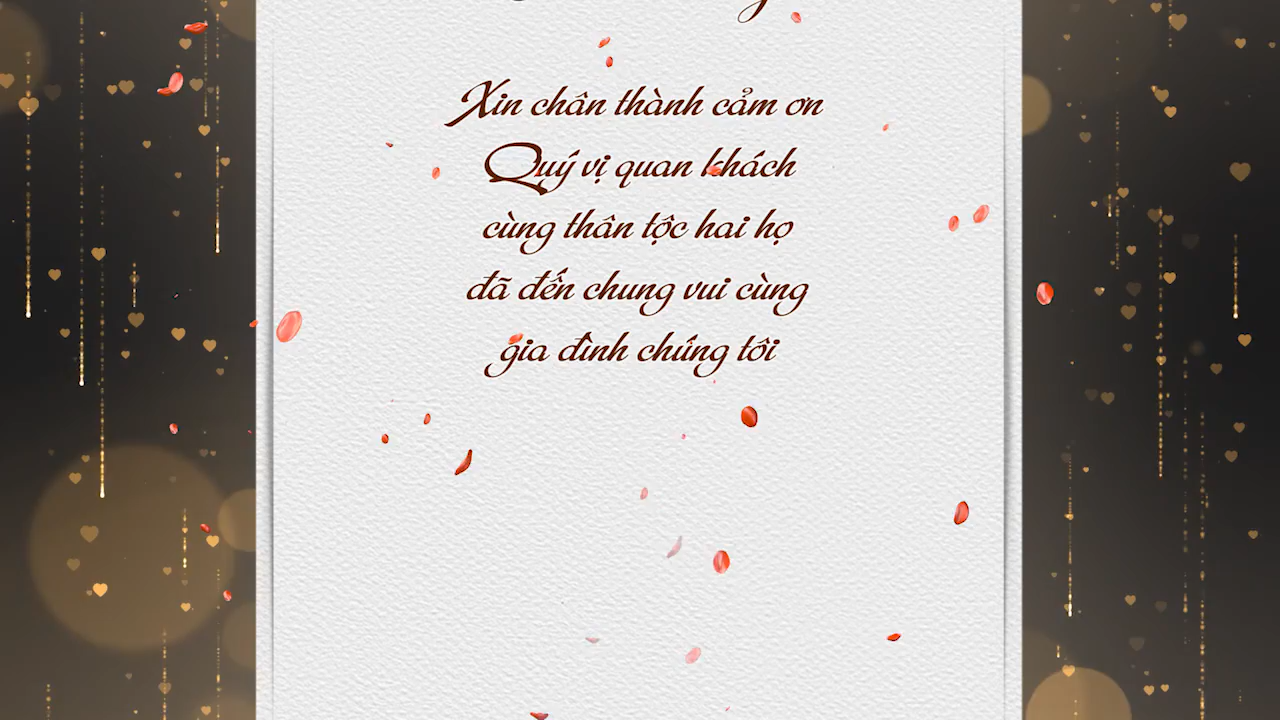 Xin chân thành cảm ơn
Quý vị quan khách
cùng thân tộc hai họ
đã đến chung vui cùng
gia đình chúng tôi